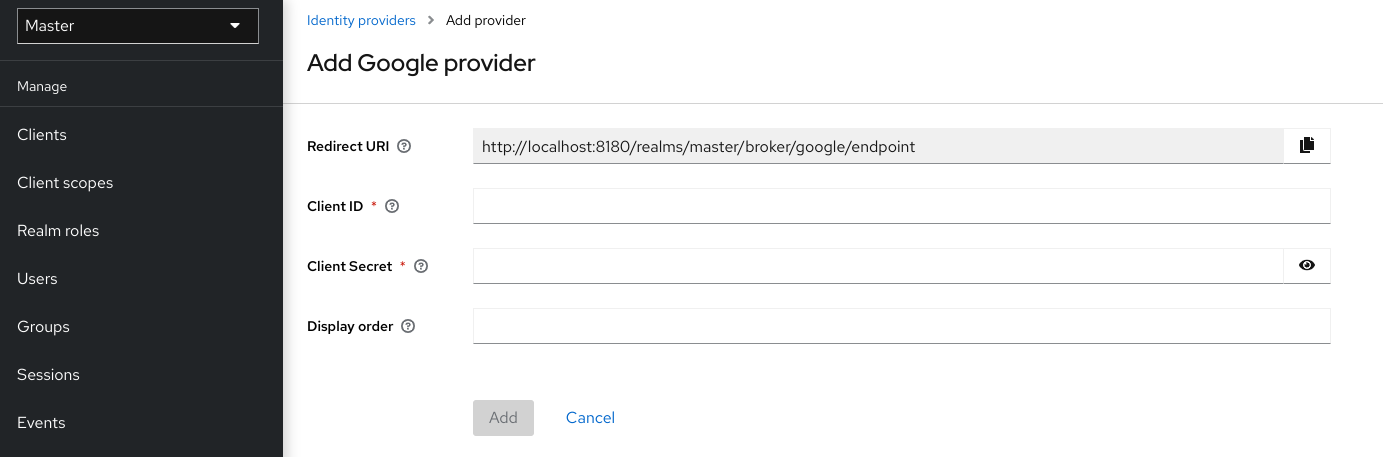 Master
Manage
Clients
Client scopes
Realm roles
Users
Groups
Sessions
Events
Identity providers > Add provider
Add Google provider
Redirect URI ? http://localhost:8180/realms/master/broker/google/endpoint
Client ID * ?
Client Secret * ?
Display order ?
Add Cancel